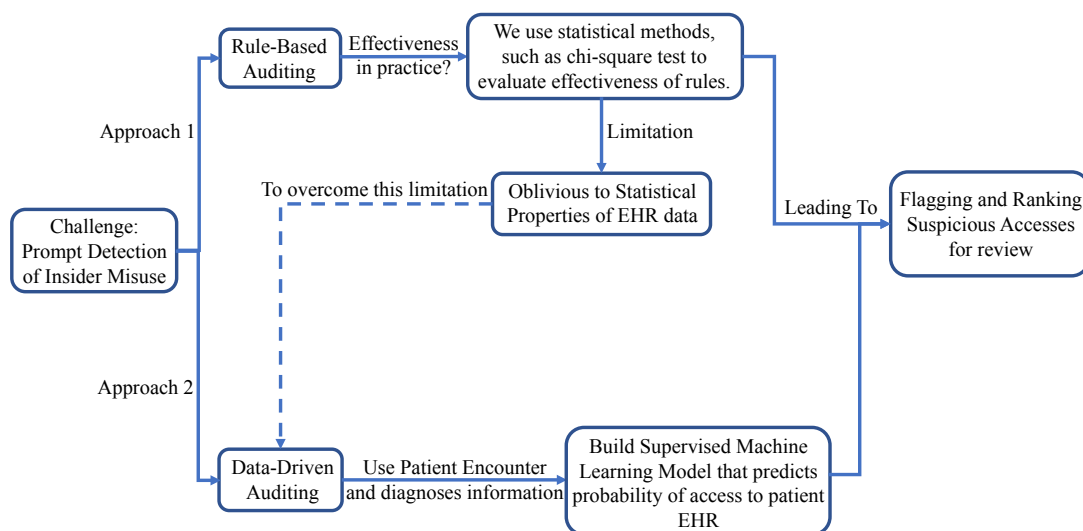 Rule-Based
Auditing
Effectiveness
in practice?
We use statistical methods,
such as chi-square test to
evaluate effectiveness of rules.
Approach 1
Limitation
To overcome this limitation
Oblivious to Statistical
Properties of EHR data
Leading To
Flagging and Ranking
Suspicious Accesses
for review
Challenge:
Prompt Detection
of Insider Misuse
Approach 2
Data-Driven
Auditing
Use Patient Encounter
and diagnoses information
Build Supervised Machine
Learning Model that predicts
probability of access to patient
EHR